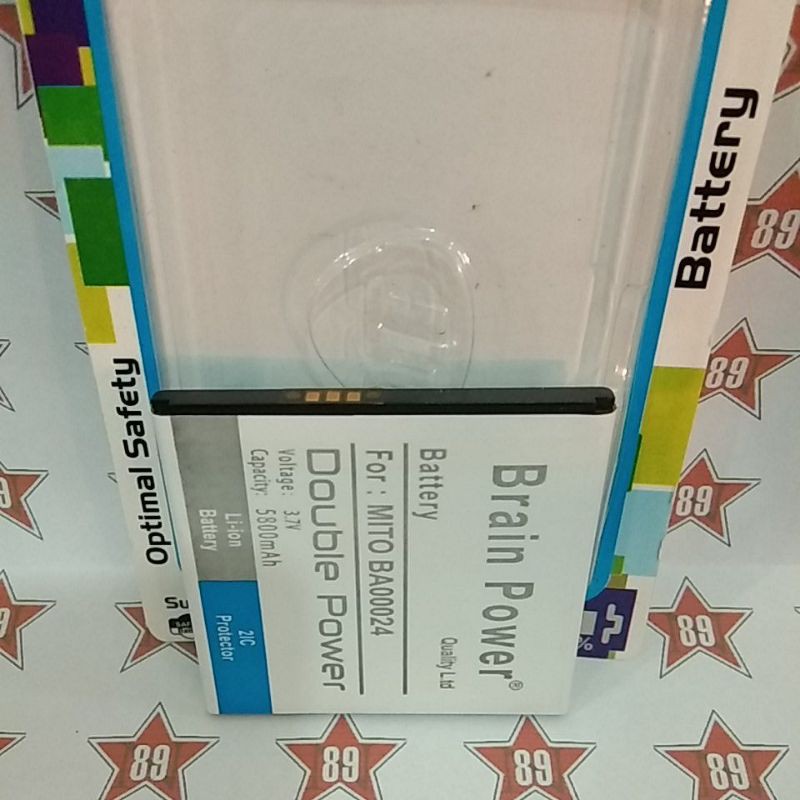 Battery
Optimal Safety
Su
Brain Power®
Quality Ltd
Battery
For : MITO BA00024
Double Power
Voltage: 3.7V
Capacity: 5800mAh
Li-ion
Battery
2IC
Protector
89
89
89
89
89
89
89
89
89